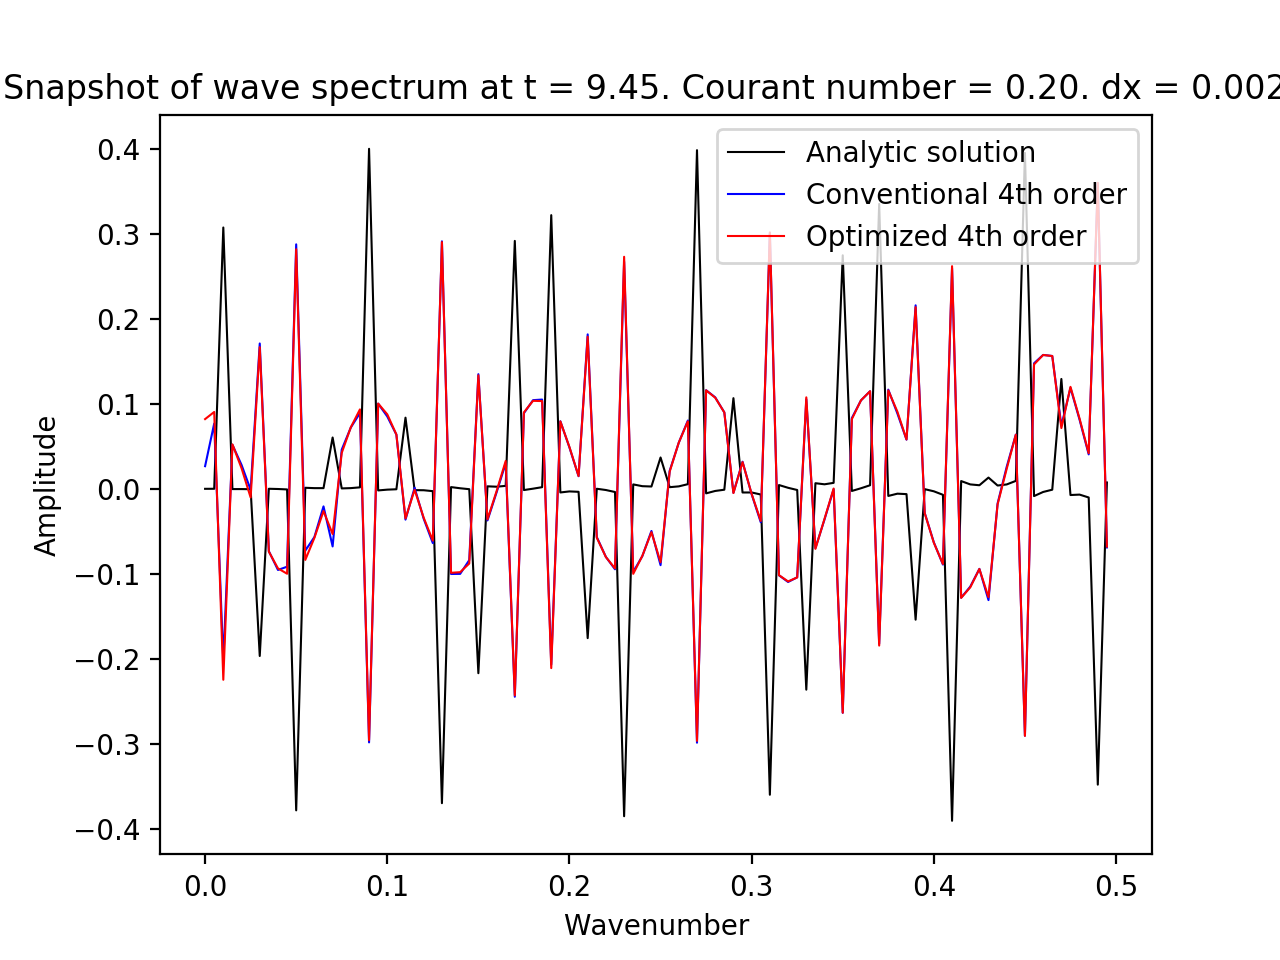 Snapshot of wave spectrum at t = 9.45. Courant number = 0.20. dx = 0.002
Analytic solution
Conventional 4th order
Optimized 4th order
Amplitude
0.4
0.3
0.2
0.1
0.0
−0.1
−0.2
−0.3
−0.4
0.0 0.1 0.2 0.3 0.4 0.5
Wavenumber